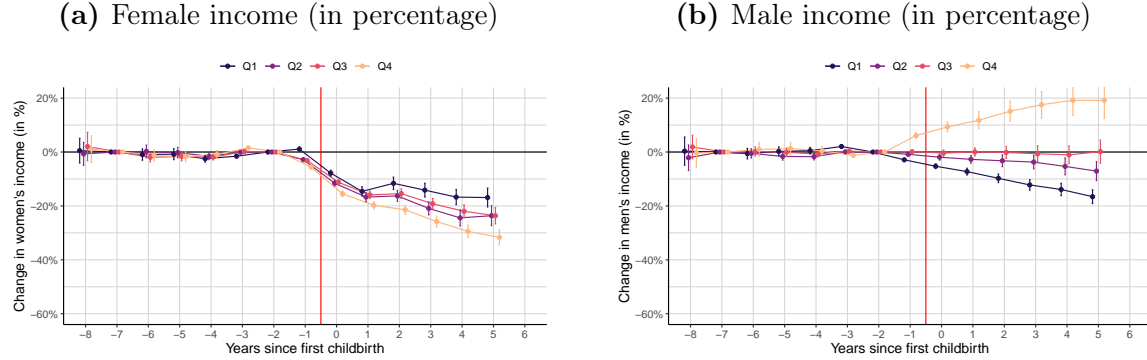 (a) Female income (in percentage)
Q1 Q2 Q3 Q4
20%
0%
−20%
−40%
−60%
Change in women's income (in %)
−8 −7 −6 −5 −4 −3 −2 −1 0 1 2 3 4 5 6
Years since first childbirth
(b) Male income (in percentage)
Q1 Q2 Q3 Q4
20%
0%
−20%
−40%
−60%
Change in men's income (in %)
−8 −7 −6 −5 −4 −3 −2 −1 0 1 2 3 4 5 6
Years since first childbirth